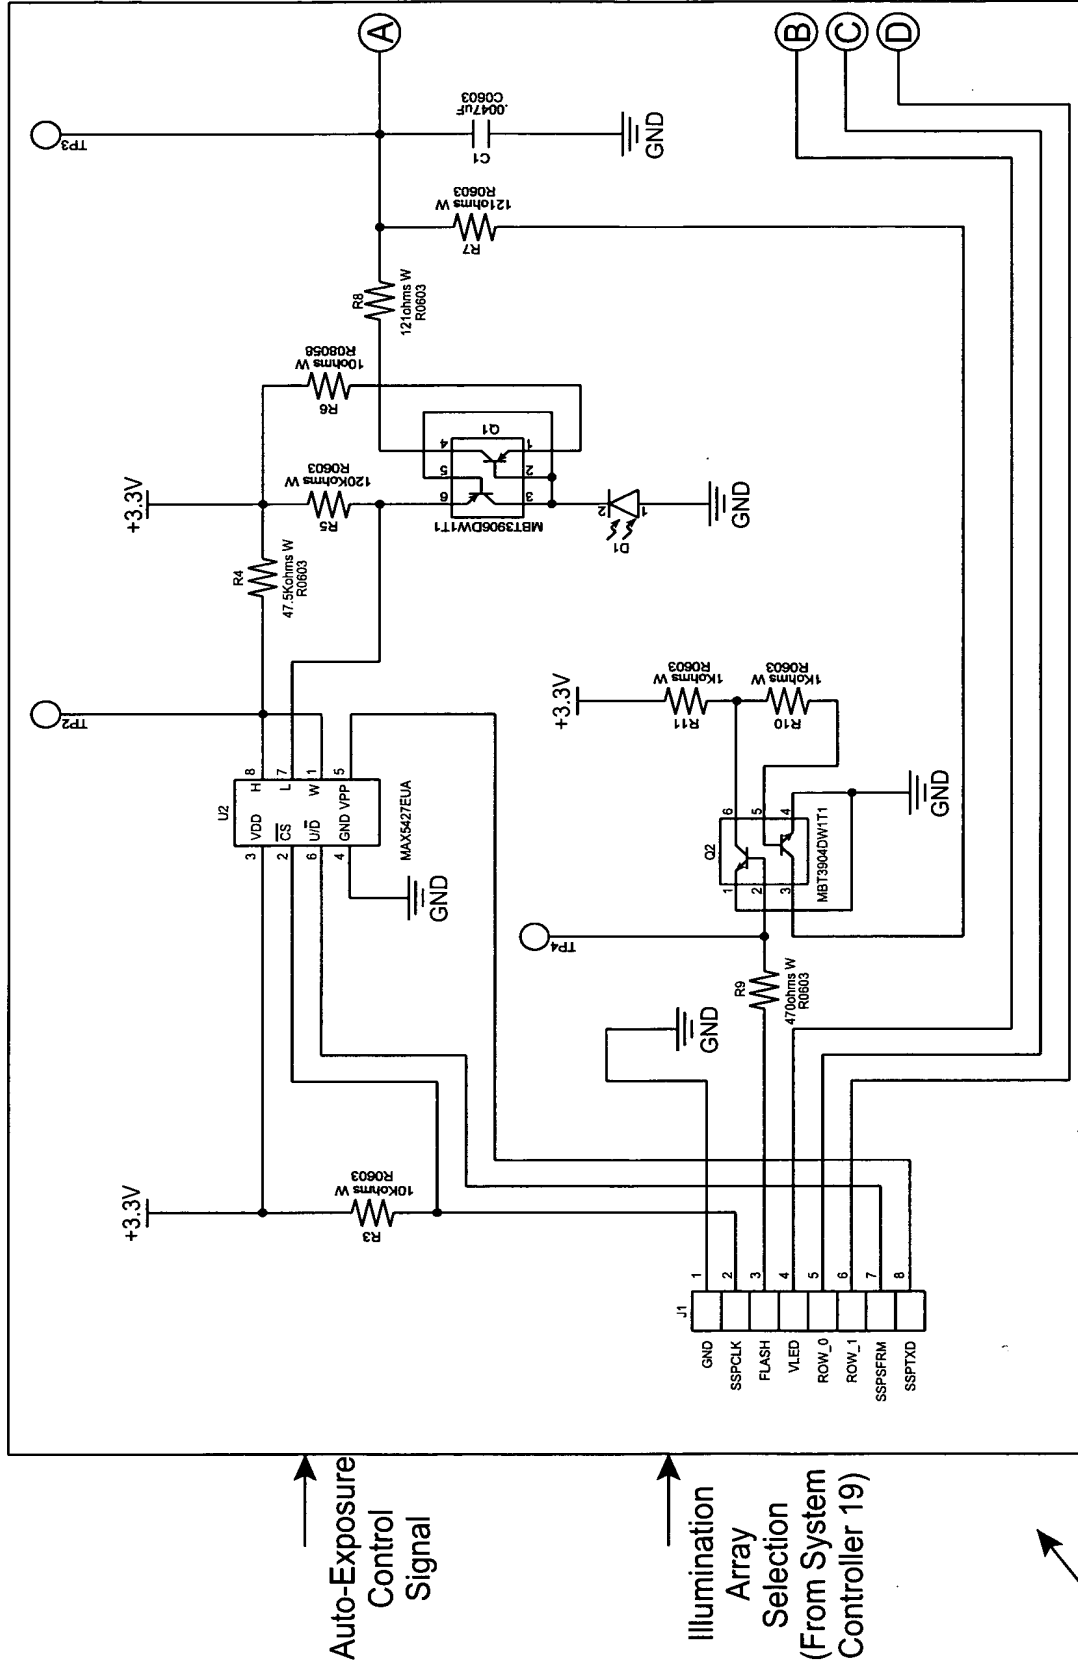 A
B
C
D
TP3
.0047uF
C0603
C1
GND
121ohms W
R0603
R7
R8
121ohms W
R0603
10ohms W
R08058
R6
+3.3V
120Kohms W
R0603
R5
R4
47.5Kohms W
R0603
Q1
4
5
6
1
2
3
MBT3906DW1T1
2
1
D1
GND
TP2
U2
3 VDD H 8
2 CS L 7
6 U/D W 1
4 GND VPP 5
MAX5427EUA
GND
+3.3V
1Kohms W
R0603
R11
1Kohms W
R0603
R10
Q2
6
5
4
1
2
3
MBT3904DW1T1
GND
TP4
R9
470ohms W
R0603
GND
+3.3V
10Kohms W
R0603
R3
J1
GND 1
SSPCLK 2
FLASH 3
VLED 4
ROW_0 5
ROW_1 6
SSPSFRM 7
SSPTXD 8
Auto-Exposure
Control
Signal
Illumination
Array
Selection
(From System
Controller 19)